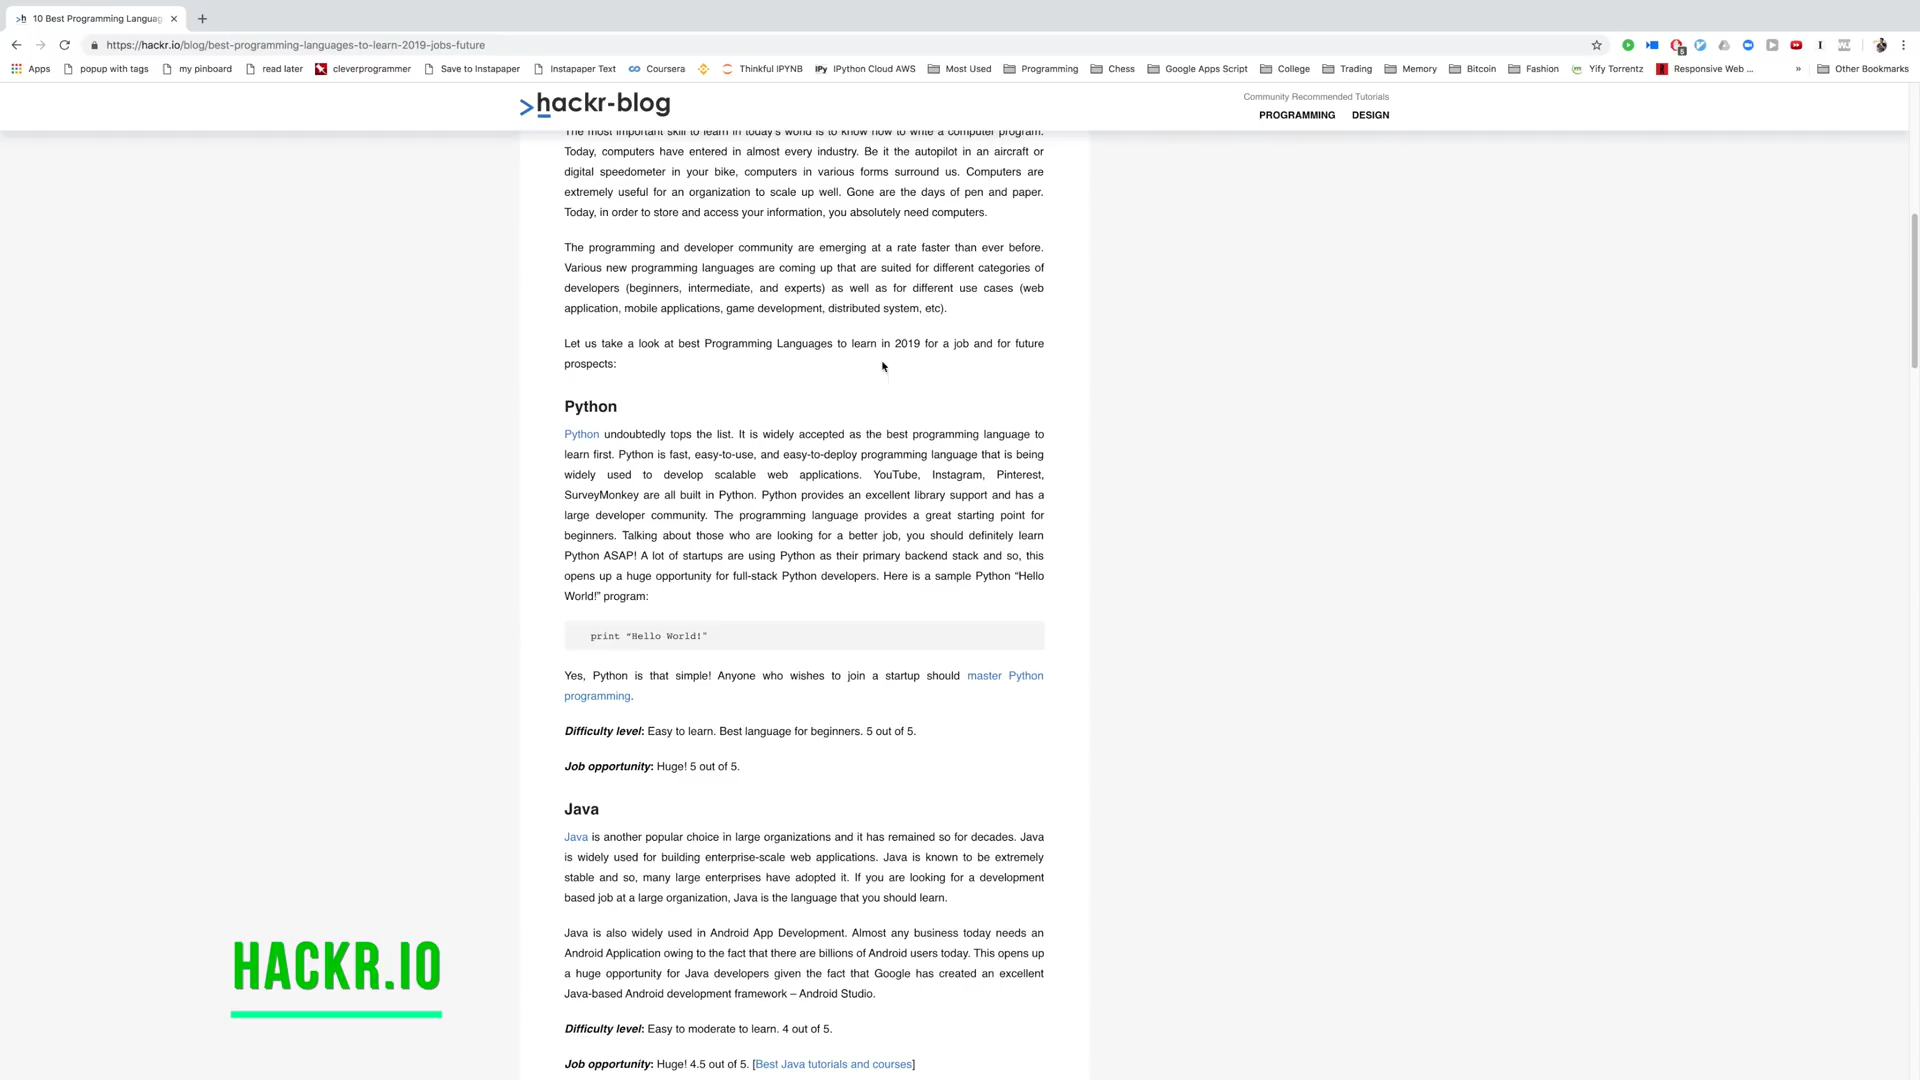 10 Best Programming Languag
https://hackr.io/blog/best-programming-languages-to-learn-2019-jobs-future
Apps popup with tags my pinboard read later cleverprogrammer Save to Instapaper Instapaper Text Coursera Thinkful IPYNB IPy IPython Cloud AWS Most Used Programming Chess Google Apps Script College Trading Memory Bitcoin Fashion Yify Torrentz Responsive Web ... » Other Bookmarks
>hackr-blog
Community Recommended Tutorials
PROGRAMMING DESIGN
The most important skill to learn in today's world is to know how to write a computer program.
Today, computers have entered in almost every industry. Be it the autopilot in an aircraft or
digital speedometer in your bike, computers in various forms surround us. Computers are
extremely useful for an organization to scale up well. Gone are the days of pen and paper.
Today, in order to store and access your information, you absolutely need computers.
The programming and developer community are emerging at a rate faster than ever before.
Various new programming languages are coming up that are suited for different categories of
developers (beginners, intermediate, and experts) as well as for different use cases (web
application, mobile applications, game development, distributed system, etc).
Let us take a look at best Programming Languages to learn in 2019 for a job and for future
prospects:
Python
Python undoubtedly tops the list. It is widely accepted as the best programming language to
learn first. Python is fast, easy-to-use, and easy-to-deploy programming language that is being
widely used to develop scalable web applications. YouTube, Instagram, Pinterest,
SurveyMonkey are all built in Python. Python provides an excellent library support and has a
large developer community. The programming language provides a great starting point for
beginners. Talking about those who are looking for a better job, you should definitely learn
Python ASAP! A lot of startups are using Python as their primary backend stack and so, this
opens up a huge opportunity for full-stack Python developers. Here is a sample Python “Hello
World!” program:
print “Hello World!"
Yes, Python is that simple! Anyone who wishes to join a startup should master Python
programming.
Difficulty level: Easy to learn. Best language for beginners. 5 out of 5.
Job opportunity: Huge! 5 out of 5.
Java
Java is another popular choice in large organizations and it has remained so for decades. Java
is widely used for building enterprise-scale web applications. Java is known to be extremely
stable and so, many large enterprises have adopted it. If you are looking for a development
based job at a large organization, Java is the language that you should learn.
Java is also widely used in Android App Development. Almost any business today needs an
Android Application owing to the fact that there are billions of Android users today. This opens up
a huge opportunity for Java developers given the fact that Google has created an excellent
Java-based Android development framework – Android Studio.
HACKR.IO
Difficulty level: Easy to moderate to learn. 4 out of 5.
Job opportunity: Huge! 4.5 out of 5. [Best Java tutorials and courses]